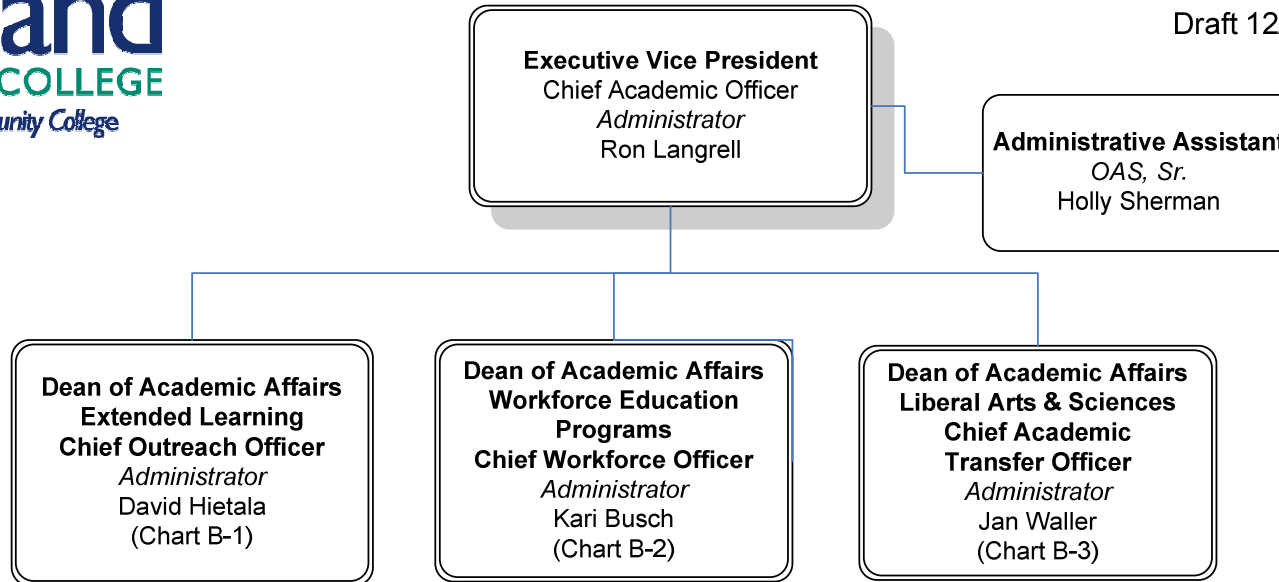 and
COLLEGE
unity College
Draft 12
Executive Vice President
Chief Academic Officer
Administrator
Ron Langrell
Administrative Assistant
OAS, Sr.
Holly Sherman
Dean of Academic Affairs
Extended Learning
Chief Outreach Officer
Administrator
David Hietala
(Chart B-1)
Dean of Academic Affairs
Workforce Education
Programs
Chief Workforce Officer
Administrator
Kari Busch
(Chart B-2)
Dean of Academic Affairs
Liberal Arts & Sciences
Chief Academic
Transfer Officer
Administrator
Jan Waller
(Chart B-3)